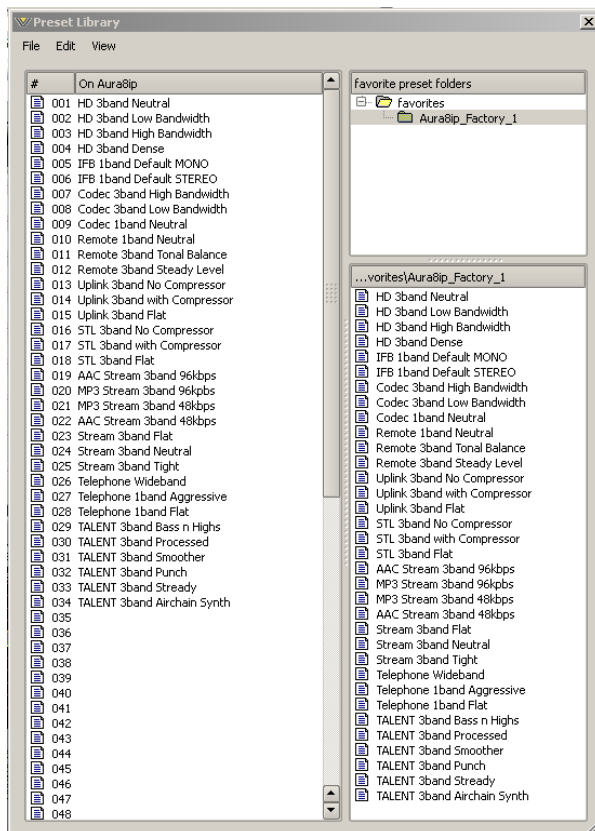 Preset Library
File Edit View
# On Aura8ip
001 HD 3band Neutral
002 HD 3band Low Bandwidth
003 HD 3band High Bandwidth
004 HD 3band Dense
005 IFB 1band Default MONO
006 IFB 1band Default STEREO
007 Codec 3band High Bandwidth
008 Codec 3band Low Bandwidth
009 Codec 1band Neutral
010 Remote 1band Neutral
011 Remote 3band Tonal Balance
012 Remote 3band Steady Level
013 Uplink 3band No Compressor
014 Uplink 3band with Compressor
015 Uplink 3band Flat
016 STL 3band No Compressor
017 STL 3band with Compressor
018 STL 3band Flat
019 AAC Stream 3band 96kbps
020 MP3 Stream 3band 96kpbs
021 MP3 Stream 3band 48kbps
022 AAC Stream 3band 48kbps
023 Stream 3band Flat
024 Stream 3band Neutral
025 Stream 3band Tight
026 Telephone Wideband
027 Telephone 1band Aggressive
028 Telephone 1band Flat
029 TALENT 3band Bass n Highs
030 TALENT 3band Processed
031 TALENT 3band Smoother
032 TALENT 3band Punch
033 TALENT 3band Stready
034 TALENT 3band Airchain Synth
035
036
037
038
039
040
041
042
043
044
045
046
047
048
favorite preset folders
favorites
Aura8ip_Factory_1
...vorites\Aura8ip_Factory_1
HD 3band Neutral
HD 3band Low Bandwidth
HD 3band High Bandwidth
HD 3band Dense
IFB 1band Default MONO
IFB 1band Default STEREO
Codec 3band High Bandwidth
Codec 3band Low Bandwidth
Codec 1band Neutral
Remote 1band Neutral
Remote 3band Tonal Balance
Remote 3band Steady Level
Uplink 3band No Compressor
Uplink 3band with Compressor
Uplink 3band Flat
STL 3band No Compressor
STL 3band with Compressor
STL 3band Flat
AAC Stream 3band 96kbps
MP3 Stream 3band 96kpbs
MP3 Stream 3band 48kbps
AAC Stream 3band 48kbps
Stream 3band Flat
Stream 3band Neutral
Stream 3band Tight
Telephone Wideband
Telephone 1band Aggressive
Telephone 1band Flat
TALENT 3band Bass n Highs
TALENT 3band Processed
TALENT 3band Smoother
TALENT 3band Punch
TALENT 3band Stready
TALENT 3band Airchain Synth